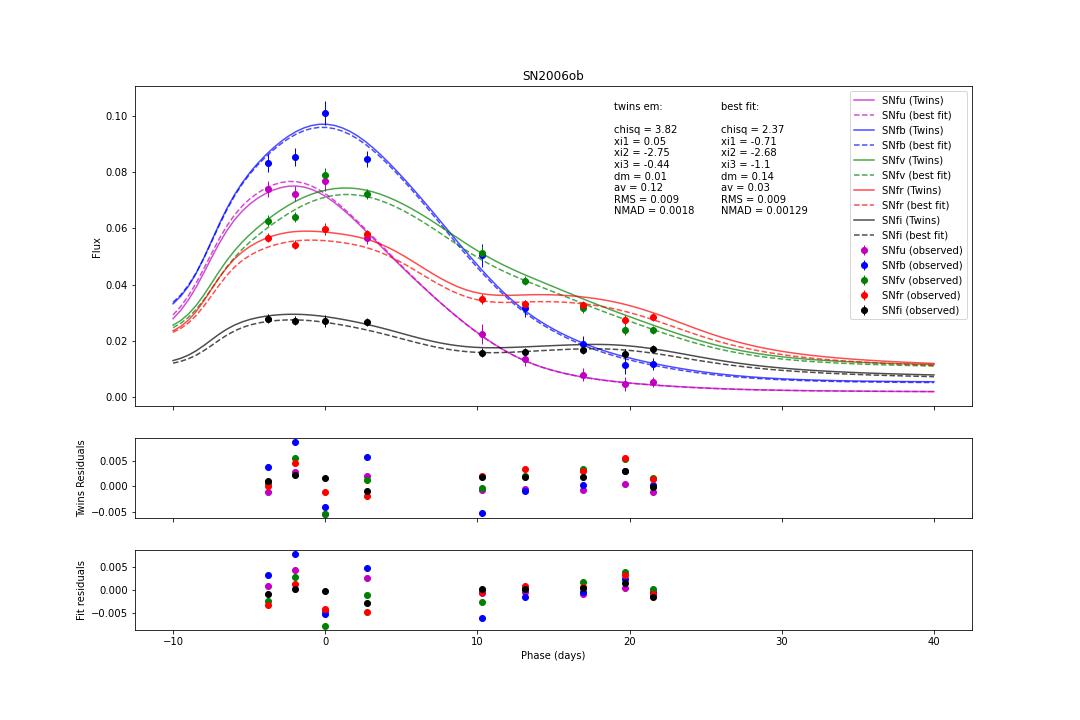 SN2006ob
Flux
0.10
0.08
0.06
0.04
0.02
0.00
twins em:
chisq = 3.82
xi1 = 0.05
xi2 = -2.75
xi3 = -0.44
dm = 0.01
av = 0.12
RMS = 0.009
NMAD = 0.0018
best fit:
chisq = 2.37
xi1 = -0.71
xi2 = -2.68
xi3 = -1.1
dm = 0.14
av = 0.03
RMS = 0.009
NMAD = 0.00129
SNfu (Twins)
SNfu (best fit)
SNfb (Twins)
SNfb (best fit)
SNfv (Twins)
SNfv (best fit)
SNfr (Twins)
SNfr (best fit)
SNfi (Twins)
SNfi (best fit)
SNfu (observed)
SNfb (observed)
SNfv (observed)
SNfr (observed)
SNfi (observed)
Twins Residuals
0.005
0.000
−0.005
Fit residuals
0.005
0.000
−0.005
−10 0 10 20 30 40
Phase (days)